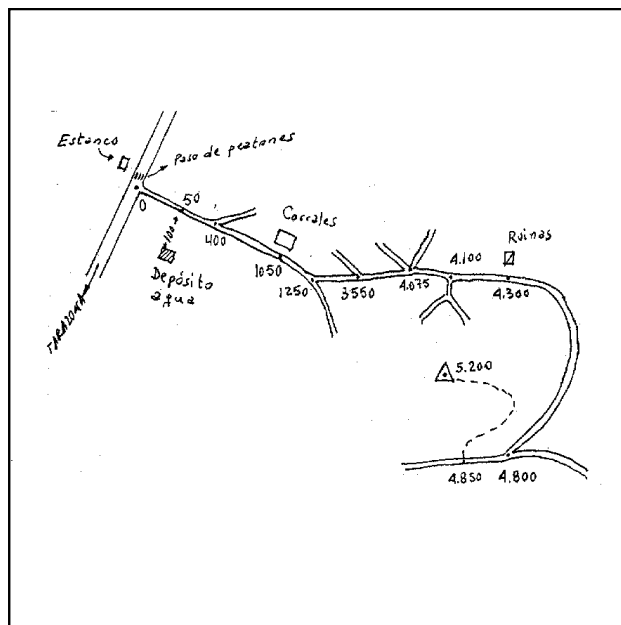 Estanco
Paso de peatones
0
50
100
400
Depósito
agua
Corrales
1050
1250
3550
4.075
4.100
Ruinas
4.300
5.200
4.850
4.800
TARAZONA